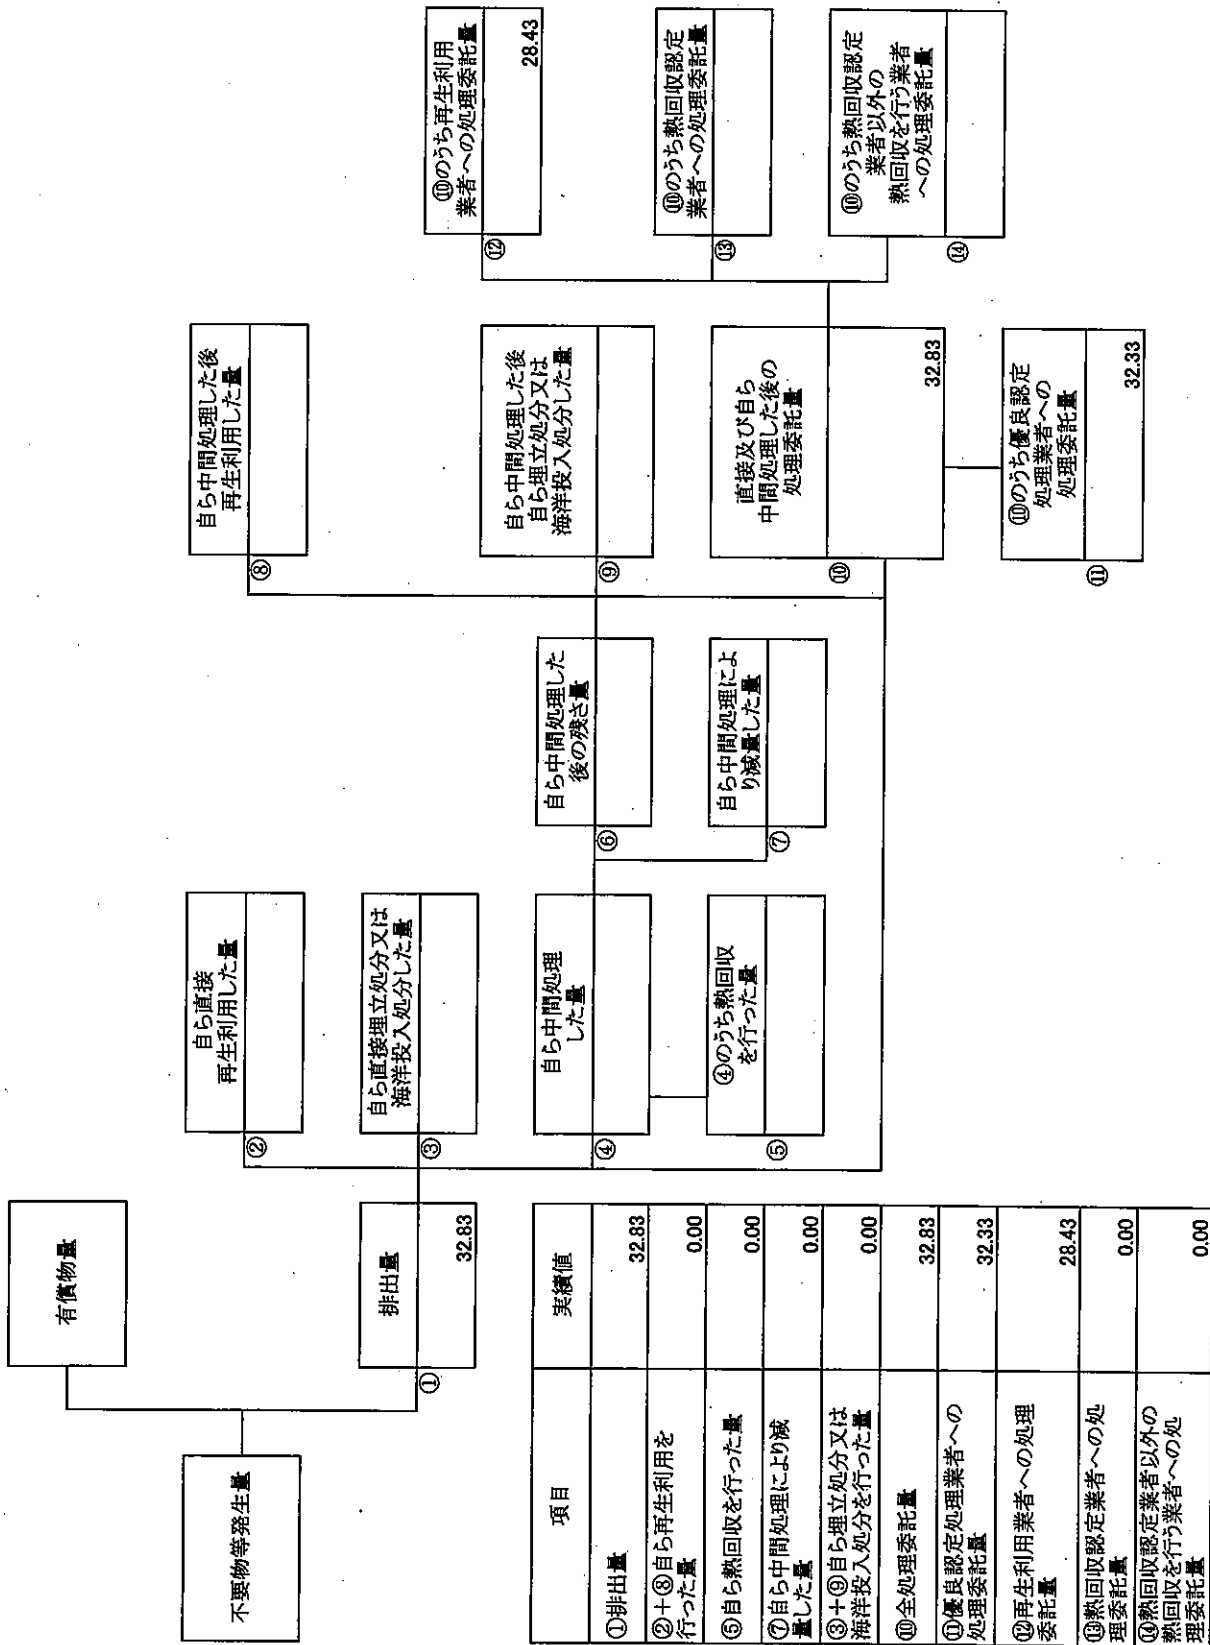 不要物等発生量
有償物量
①
排出量
32.83
②
自ら直接
再生利用した量
③
自ら直接埋立処分又は
海洋投入処分した量
④
自ら中間処理
した量
⑤
④のうち熱回収
を行った量
⑥
自ら中間処理した
後の残さ量
⑦
自ら中間処理によ
り減量した量
⑧
自ら中間処理した後
再生利用した量
⑨
自ら中間処理した後
自ら埋立処分又は
海洋投入処分した量
⑩
直接及び自ら
中間処理した後の
処理委託量
32.83
⑪
⑩のうち優良認定
処理業者への
処理委託量
32.33
⑫
⑩のうち再生利用
業者への処理委託量
28.43
⑬
⑩のうち熱回収認定
業者への処理委託量
⑭
⑩のうち熱回収認定
業者以外の
熱回収を行う業者
への処理委託量
項目 実績値
①排出量 32.83
②+⑧自ら再生利用を
行った量 0.00
⑤自ら熱回収を行った量 0.00
⑦自ら中間処理により減
量した量 0.00
③+⑨自ら埋立処分又は
海洋投入処分を行った量 0.00
⑩全処理委託量 32.83
⑪優良認定処理業者への
処理委託量 32.33
⑫再生利用業者への処理
委託量 28.43
⑬熱回収認定業者への処
理委託量 0.00
⑭熱回収認定業者以外の
熱回収を行う業者への処
理委託量 0.00